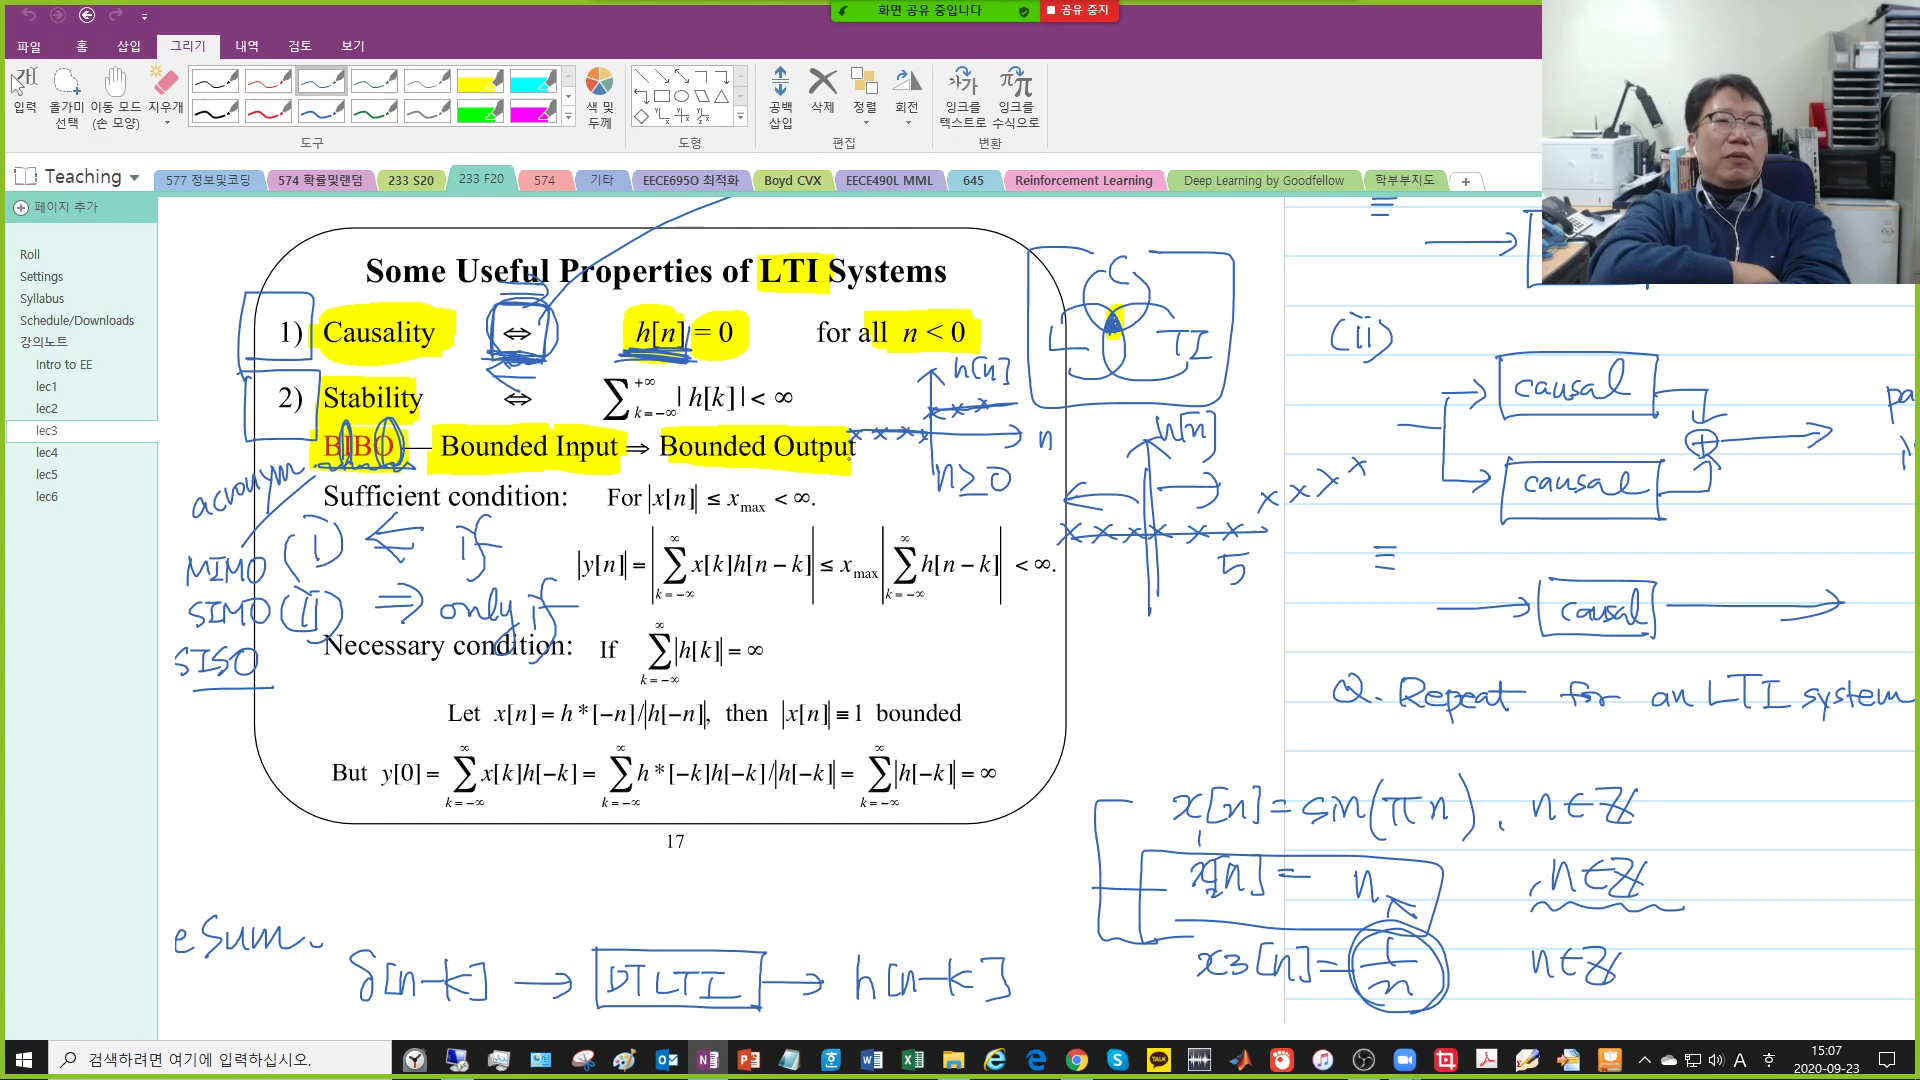 화면 공유 중입니다
공유 중지
파일 홈 삽입 그리기 내역 검토 보기
입력
올가미 선택
이동 모드 (손 모양)
지우개
색 및 두께
공백 삽입
삭제
정렬
회전
잉크를 텍스트로
잉크를 수식으로
도구 도형 편집 변환
Teaching
577 정보및코딩
574 확률및랜덤
233 S20
233 F20
574
기타
EECE695O 최적화
Boyd CVX
EECE490L MML
645
Reinforcement Learning
Deep Learning by Goodfellow
학부부지도
페이지 추가
Roll
Settings
Syllabus
Schedule/Downloads
강의노트
Intro to EE
lec1
lec2
lec3
lec4
lec5
lec6
Some Useful Properties of LTI Systems
1) Causality ⇔ h[n] = 0 for all n < 0
2) Stability ⇔ ∑_{k=-∞}^{+∞} | h[k] | < ∞
BIBO — Bounded Input ⇒ Bounded Output
Sufficient condition: For |x[n]| ≤ x_max < ∞.
|y[n]| = |∑_{k=-∞}^{∞} x[k]h[n − k]| ≤ x_max |∑_{k=-∞}^{∞} h[n − k]| < ∞.
Necessary condition: If ∑_{k=-∞}^{∞} |h[k]| = ∞
Let x[n] = h*[−n]/|h[−n]|, then |x[n]| ≡ 1 bounded
But y[0] = ∑_{k=-∞}^{∞} x[k]h[−k] = ∑_{k=-∞}^{∞} h*[−k]h[−k]/|h[−k]| = ∑_{k=-∞}^{∞} |h[−k]| = ∞
17
acronym
MIMO
SIMO
SISO
(i) ⇐ if
(ii) ⇒ only if
C
L
TI
h[n]
n
n≥0
h[n]
5
≡
(ii)
causal
causal
≡
causal
Q. Repeat for an LTI system
x1[n] = sin(πn), n∈ℤ
x2[n] = n, n∈ℤ
x3[n] = 1/n n∈ℤ
e Sum.
δ[n-k] → DT LTI → h[n-k]
검색하려면 여기에 입력하십시오.
A
15:07
2020-09-23